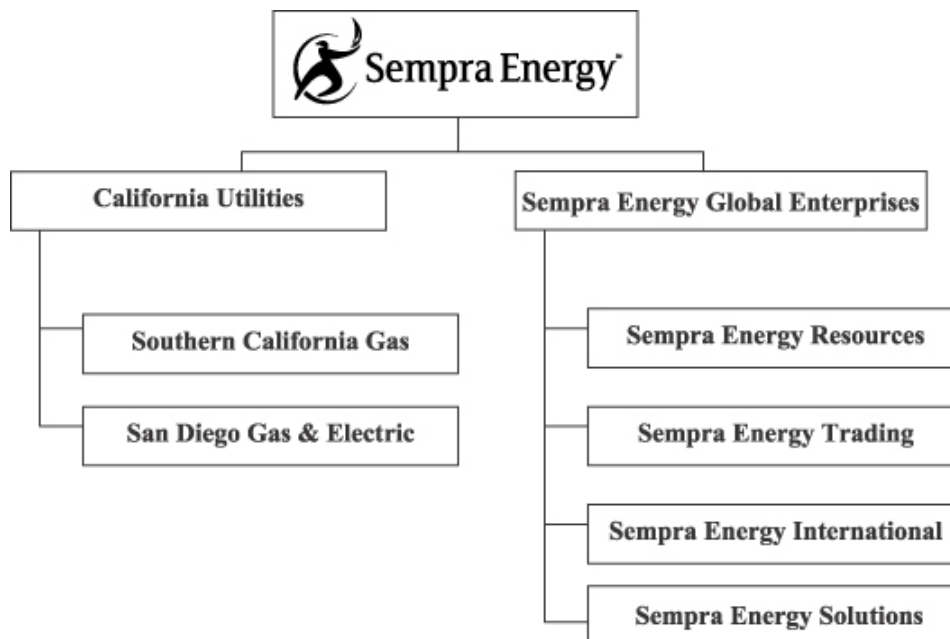 Sempra Energy™
California Utilities
Sempra Energy Global Enterprises
Southern California Gas
Sempra Energy Resources
San Diego Gas & Electric
Sempra Energy Trading
Sempra Energy International
Sempra Energy Solutions